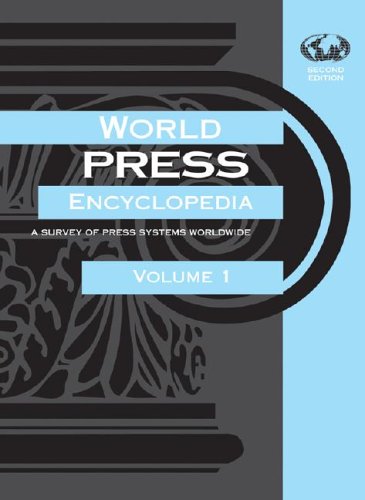 SECOND
EDITION
WORLD
PRESS
ENCYCLOPEDIA
A SURVEY OF PRESS SYSTEMS WORLDWIDE
VOLUME 1